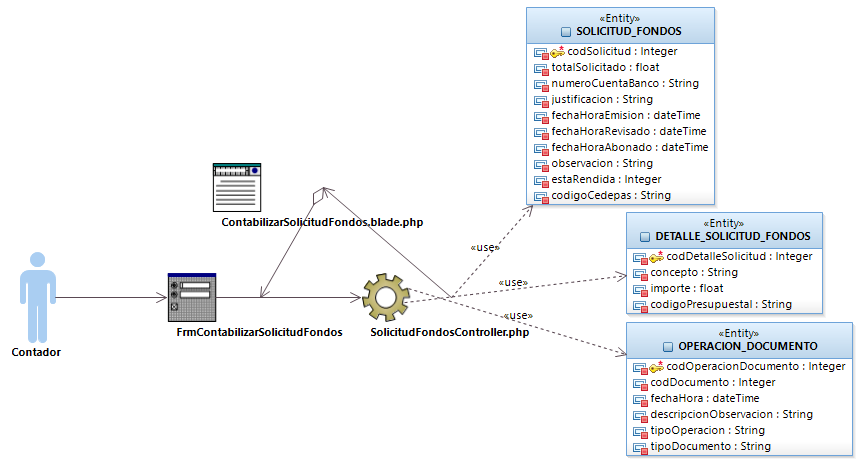 «Entity»
SOLICITUD_FONDOS
codSolicitud : Integer
totalSolicitado : float
numeroCuentaBanco : String
justificacion : String
fechaHoraEmision : dateTime
fechaHoraRevisado : dateTime
fechaHoraAbonado : dateTime
observacion : String
estaRendida : Integer
codigoCedepas : String
ContabilizarSolicitudFondos.blade.php
«use»
«Entity»
DETALLE_SOLICITUD_FONDOS
codDetalleSolicitud : Integer
concepto : String
importe : float
codigoPresupuestal : String
«use»
«use»
Contador
FrmContabilizarSolicitudFondos
SolicitudFondosController.php
«Entity»
OPERACION_DOCUMENTO
codOperacionDocumento : Integer
codDocumento : Integer
fechaHora : dateTime
descripcionObservacion : String
tipoOperacion : String
tipoDocumento : String